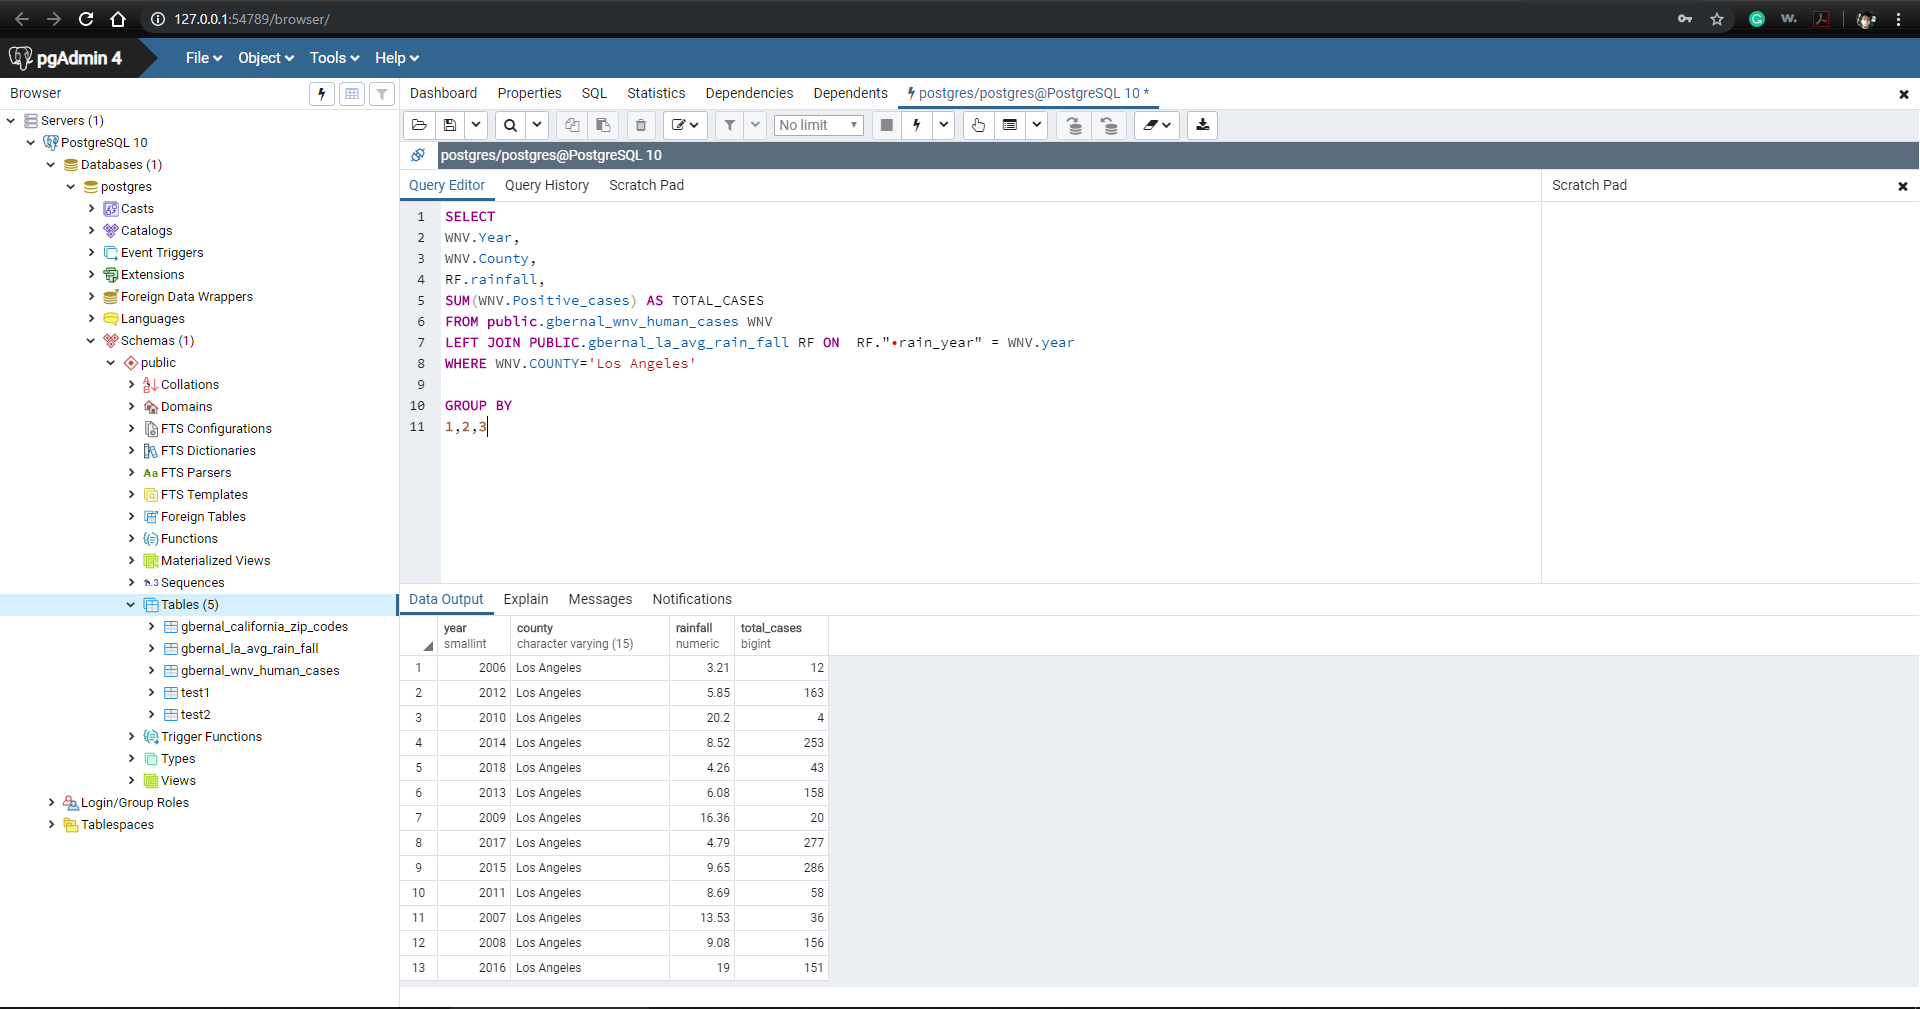 127.0.0.1:54789/browser/
pgAdmin 4
File Object Tools Help
Browser
Servers (1)
PostgreSQL 10
Databases (1)
postgres
Casts
Catalogs
Event Triggers
Extensions
Foreign Data Wrappers
Languages
Schemas (1)
public
Collations
Domains
FTS Configurations
FTS Dictionaries
Aa FTS Parsers
FTS Templates
Foreign Tables
Functions
Materialized Views
1..3 Sequences
Tables (5)
gbernal_california_zip_codes
gbernal_la_avg_rain_fall
gbernal_wnv_human_cases
test1
test2
Trigger Functions
Types
Views
Login/Group Roles
Tablespaces
Dashboard Properties SQL Statistics Dependencies Dependents postgres/postgres@PostgreSQL 10 *
No limit
postgres/postgres@PostgreSQL 10
Query Editor Query History Scratch Pad
Scratch Pad
1 SELECT
2 WNV.Year,
3 WNV.County,
4 RF.rainfall,
5 SUM(WNV.Positive_cases) AS TOTAL_CASES
6 FROM public.gbernal_wnv_human_cases WNV
7 LEFT JOIN PUBLIC.gbernal_la_avg_rain_fall RF ON  RF."•rain_year" = WNV.year
8 WHERE WNV.COUNTY='Los Angeles'
9
10 GROUP BY
11 1,2,3
Data Output Explain Messages Notifications
year county rainfall total_cases
smallint character varying (15) numeric bigint
1 2006 Los Angeles 3.21 12
2 2012 Los Angeles 5.85 163
3 2010 Los Angeles 20.2 4
4 2014 Los Angeles 8.52 253
5 2018 Los Angeles 4.26 43
6 2013 Los Angeles 6.08 158
7 2009 Los Angeles 16.36 20
8 2017 Los Angeles 4.79 277
9 2015 Los Angeles 9.65 286
10 2011 Los Angeles 8.69 58
11 2007 Los Angeles 13.53 36
12 2008 Los Angeles 9.08 156
13 2016 Los Angeles 19 151